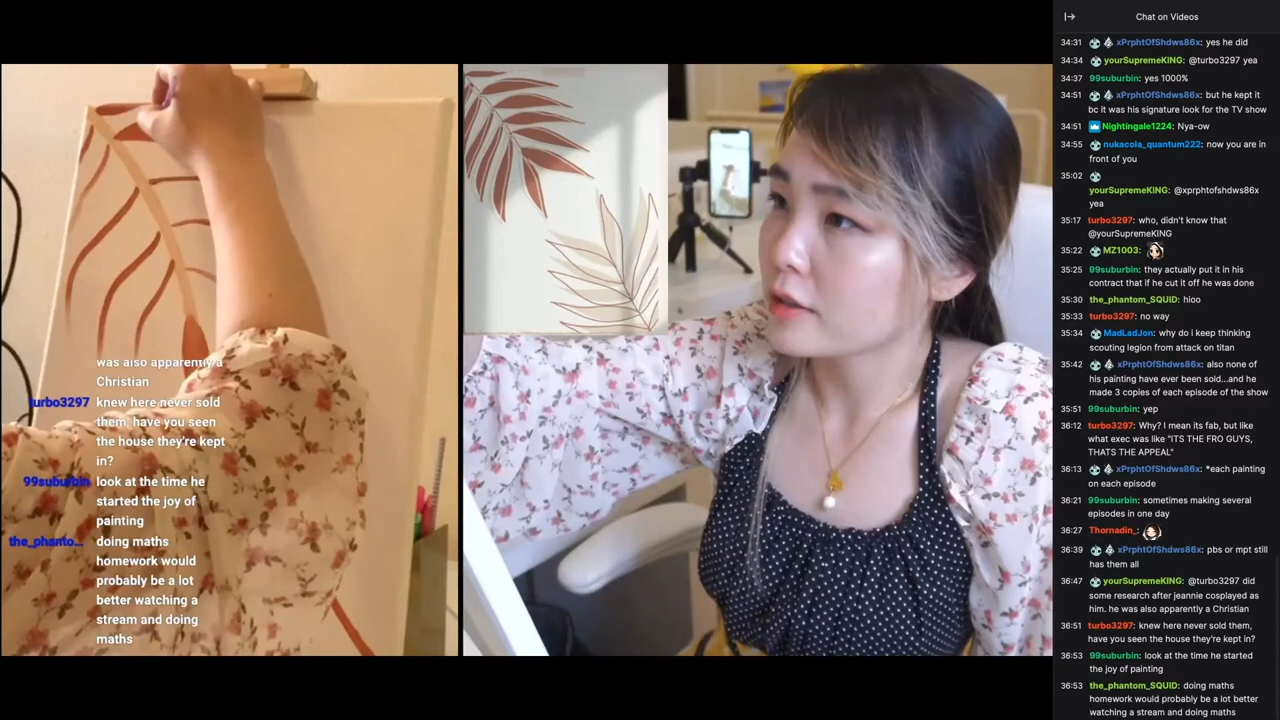 was also apparently a
Christian
turbo3297 knew here never sold
them, have you seen
the house they're kept
in?
99suburbin look at the time he
started the joy of
painting
the_phanto... doing maths
homework would
probably be a lot
better watching a
stream and doing
maths
Chat on Videos
34:31 xPrphtOfShdws86x: yes he did
34:34 yourSupremeKING: @turbo3297 yea
34:37 99suburbin: yes 1000%
34:51 xPrphtOfShdws86x: but he kept it
bc it was his signature look for the TV show
34:51 Nightingale1224: Nya-ow
34:55 nukacola_quantum222: now you are in
front of you
35:02
yourSupremeKING: @xprphtofshdws86x
yea
35:17 turbo3297: who, didn't know that
@yourSupremeKING
35:22 MZ1003:
35:25 99suburbin: they actually put it in his
contract that if he cut it off he was done
35:30 the_phantom_SQUID: hioo
35:33 turbo3297: no way
35:34 MadLadJon: why do i keep thinking
scouting legion from attack on titan
35:42 xPrphtOfShdws86x: also none of
his painting have ever been sold...and he
made 3 copies of each episode of the show
35:51 99suburbin: yep
36:12 turbo3297: Why? I mean its fab, but like
what exec was like "ITS THE FRO GUYS,
THATS THE APPEAL"
36:13 xPrphtOfShdws86x: *each painting
on each episode
36:21 99suburbin: sometimes making several
episodes in one day
36:27 Thornadin_:
36:39 xPrphtOfShdws86x: pbs or mpt still
has them all
36:47 yourSupremeKING: @turbo3297 did
some research after jeannie cosplayed as
him. he was also apparently a Christian
36:51 turbo3297: knew here never sold them,
have you seen the house they're kept in?
36:53 99suburbin: look at the time he started
the joy of painting
36:53 the_phantom_SQUID: doing maths
homework would probably be a lot better
watching a stream and doing maths